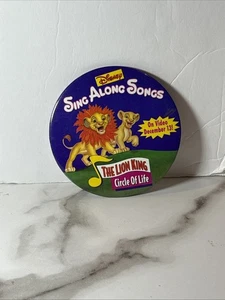 Disney
SING ALONG SONGS
On Video
December 13!
THE LION KING
Circle Of Life